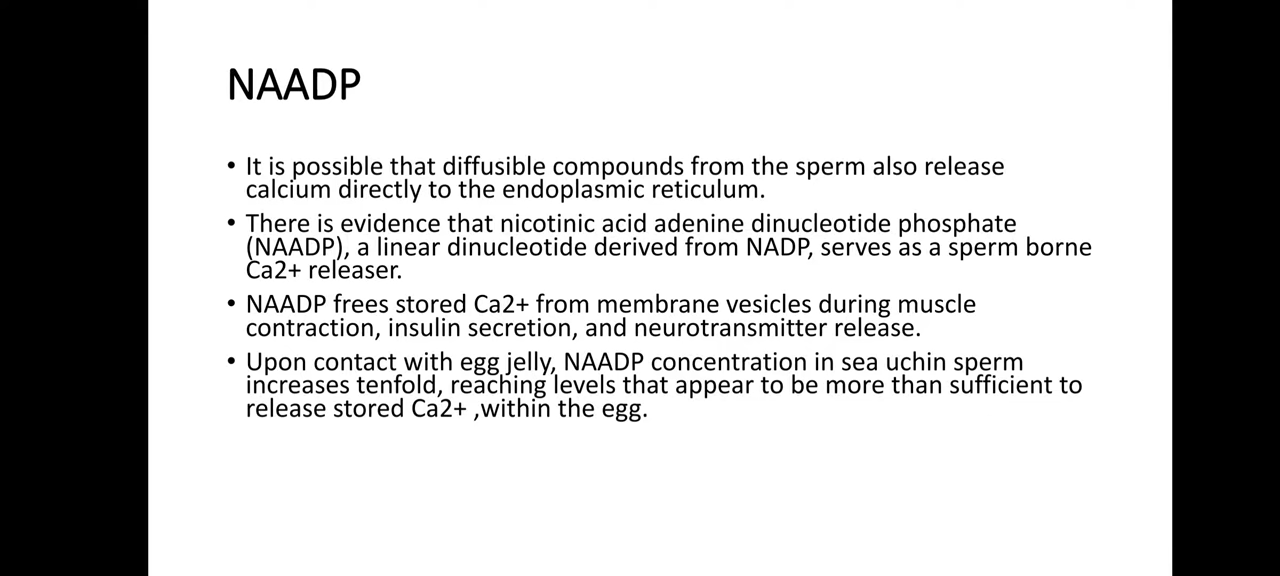 NAADP
• It is possible that diffusible compounds from the sperm also release
calcium directly to the endoplasmic reticulum.
• There is evidence that nicotinic acid adenine dinucleotide phosphate
(NAADP), a linear dinucleotide derived from NADP, serves as a sperm borne
Ca2+ releaser.
• NAADP frees stored Ca2+ from membrane vesicles during muscle
contraction, insulin secretion, and neurotransmitter release.
• Upon contact with egg jelly, NAADP concentration in sea uchin sperm
increases tenfold, reaching levels that appear to be more than sufficient to
release stored Ca2+ ,within the egg.